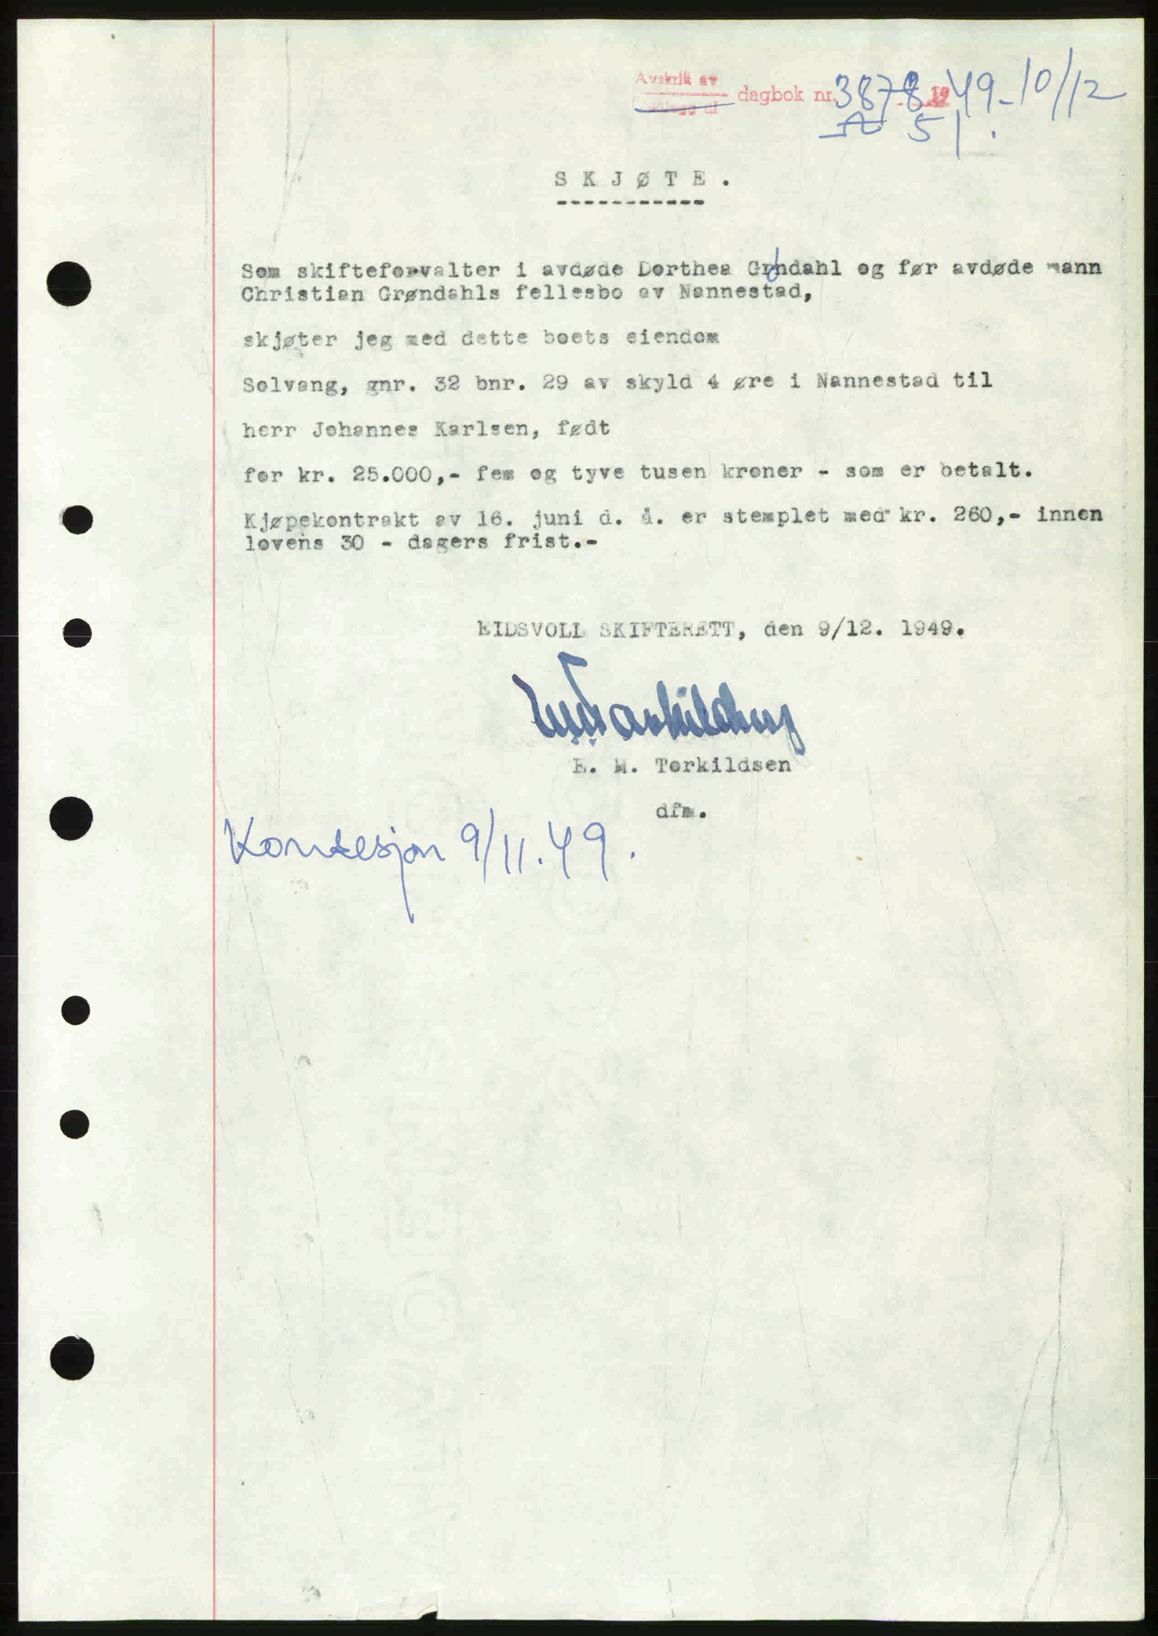 Avskrift av dagbok nr. 3878 1949 - 10/12
51.
SKJØTE.
Som skifteforvalter i avdøde Dorthea Grøndahl og før avdøde mann
Christian Grøndahls fellesbo av Nannestad,
skjøter jeg med dette boets eiendom
Solvang, gnr. 32 bnr. 29 av skyld 4 øre i Nannestad til
herr Johannes Karlsen, født
for kr. 25.000,- fem og tyve tusen kroner - som er betalt.
Kjøpekontrakt av 16. juni d. å. er stemplet med kr. 260,- innen
lovens 30 - dagers frist.-
EIDSVOLL SKIFTERETT, den 9/12. 1949.
E. M. Torkildsen
dfm.
Konsesjon 9/11.49.